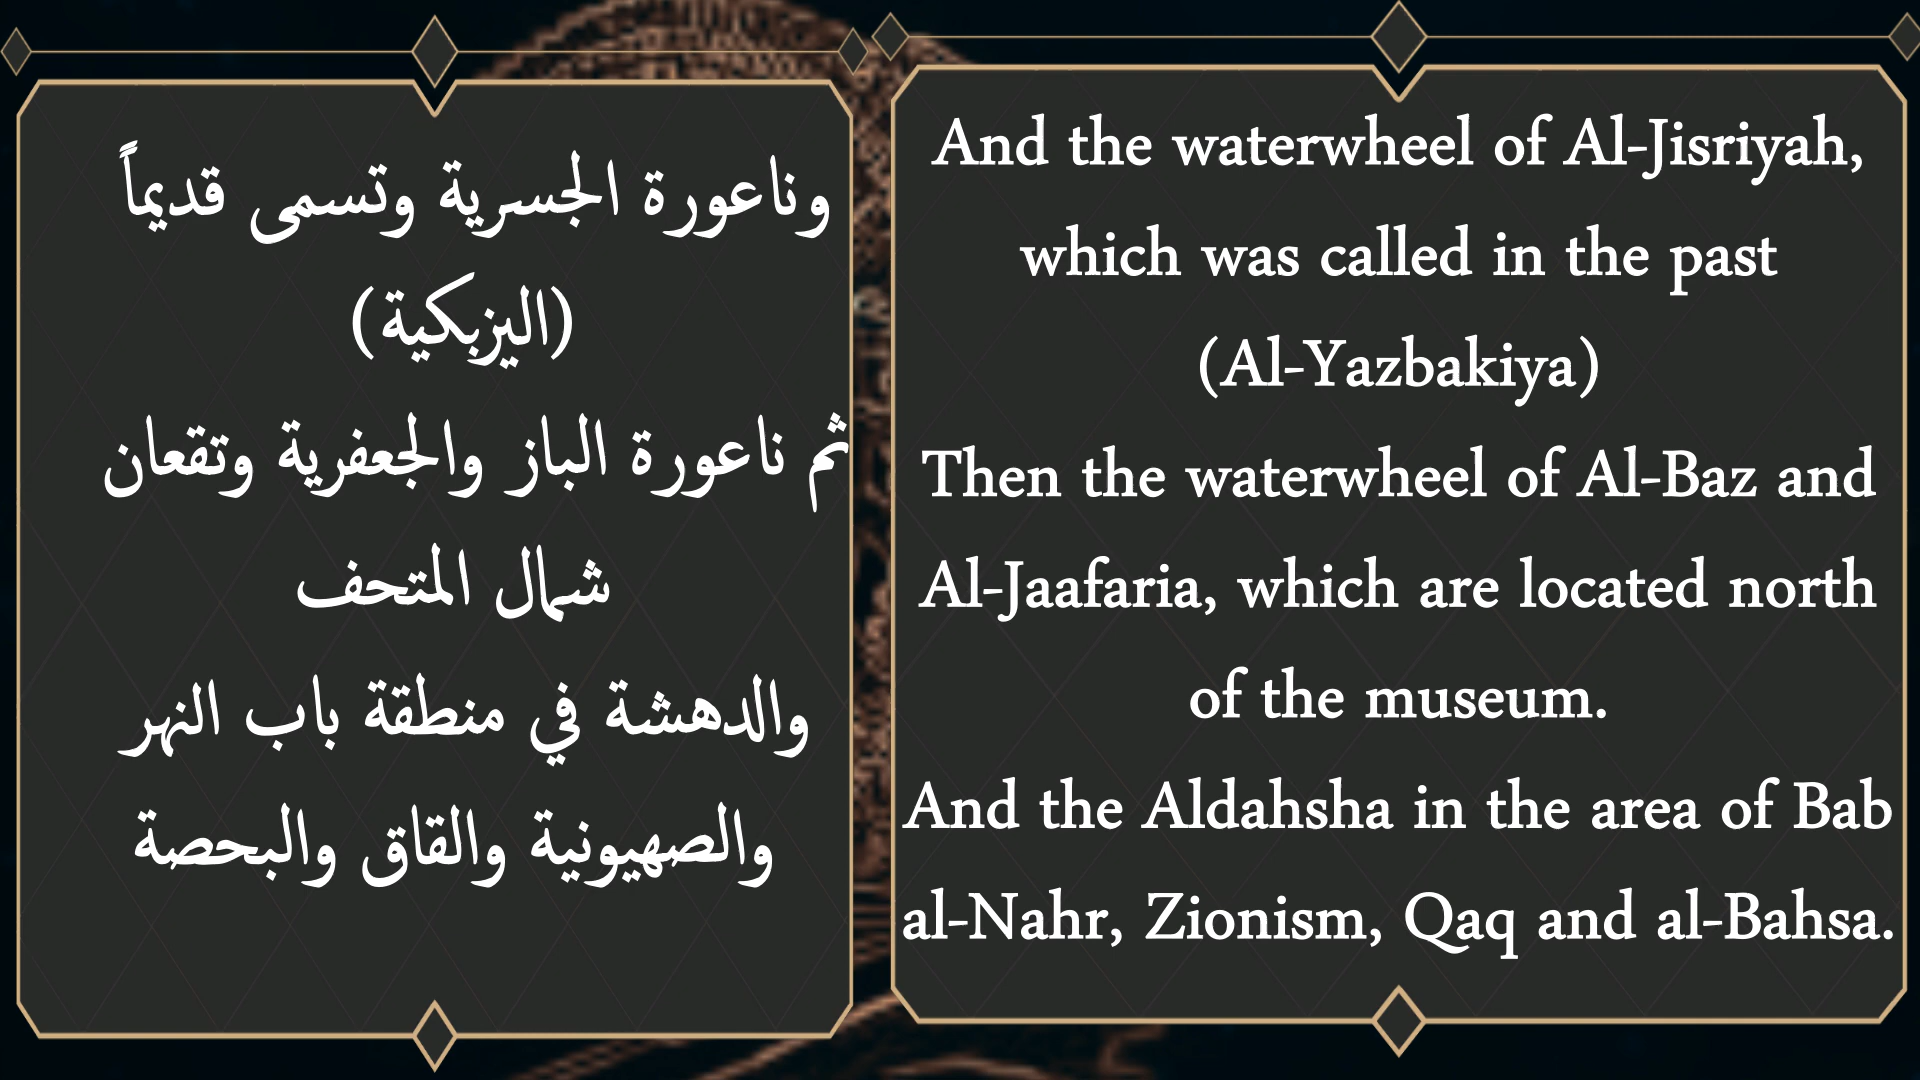 وناعورة الجسرية وتسمى قديماً
(اليزبكية)
ثم ناعورة الباز والجعفرية وتقعان
شمال المتحف
والدهشة في منطقة باب النهر
والصهيونية والقاق والبحصة
And the waterwheel of Al-Jisriyah,
which was called in the past
(Al-Yazbakiya)
Then the waterwheel of Al-Baz and
Al-Jaafaria, which are located north
of the museum.
And the Aldahsha in the area of Bab
al-Nahr, Zionism, Qaq and al-Bahsa.